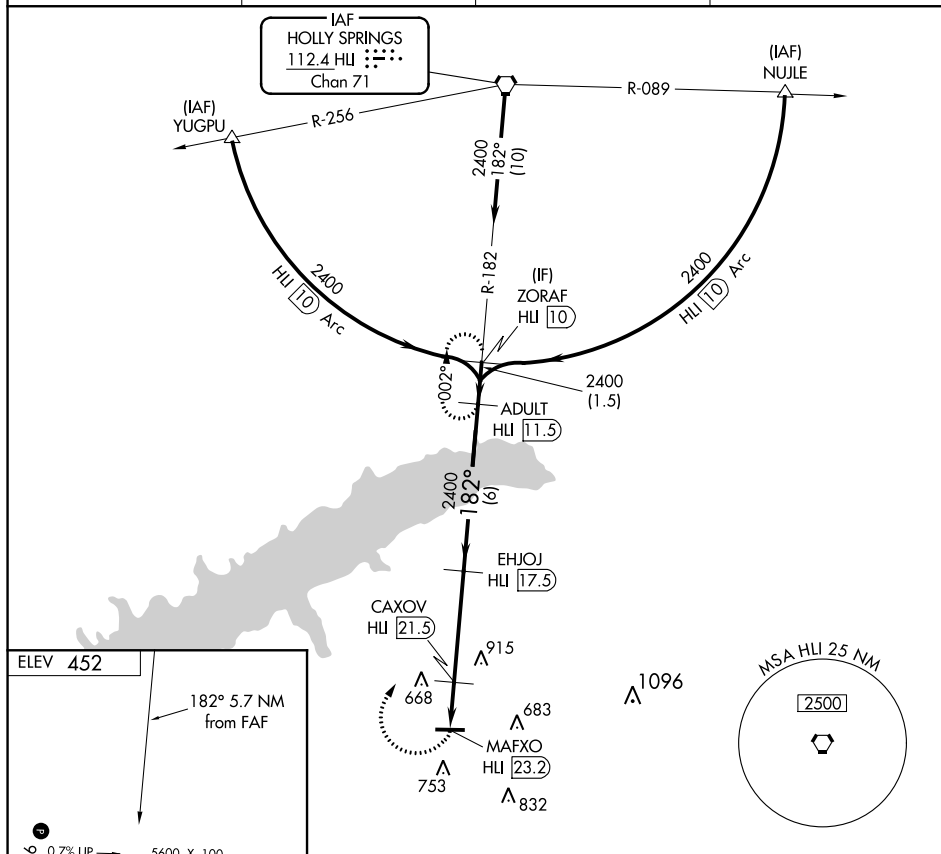 IAF
HOLLY SPRINGS
112.4 HLI
Chan 71
(IAF)
NUJLE
R-089
(IAF)
YUGPU
R-256
2400
182°
(10)
R-182
2400
HLI 10 Arc
2400
HLI 10 Arc
(IF)
ZORAF
HLI 10
002°
2400
(1.5)
ADULT
HLI 11.5
2400
182°
(6)
EHJOJ
HLI 17.5
CAXOV
HLI 21.5
915
668
1096
683
MAFXO
HLI 23.2
753
832
MSA HLI 25 NM
2500
ELEV 452
182° 5.7 NM
from FAF
P
0.7% UP
5600 X 100